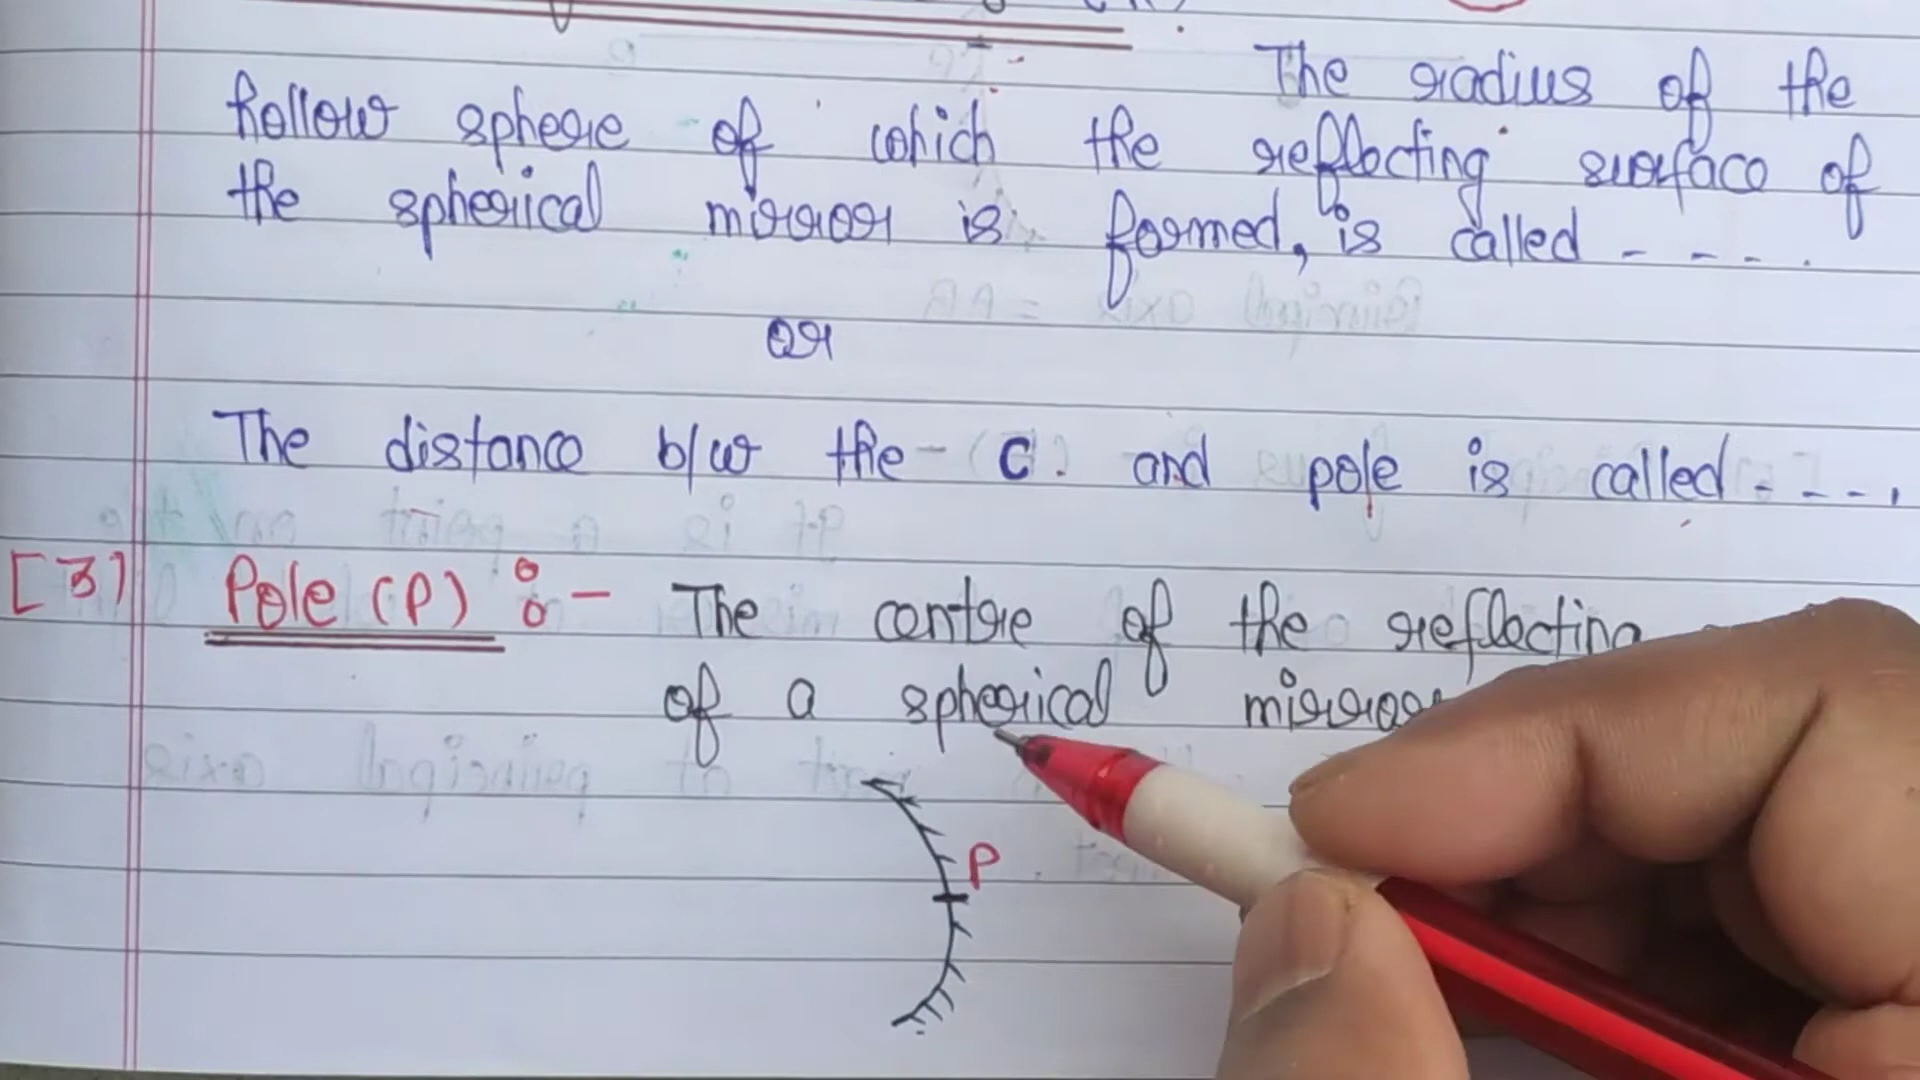 The radius of the
hollow sphere of which the reflecting surface of
the spherical mirror is formed, is called - - - .
or
The distance b/w the C. and pole is called - - - .
[3] Pole (P) :- The centre of the reflecting
of a spherical mirror
P